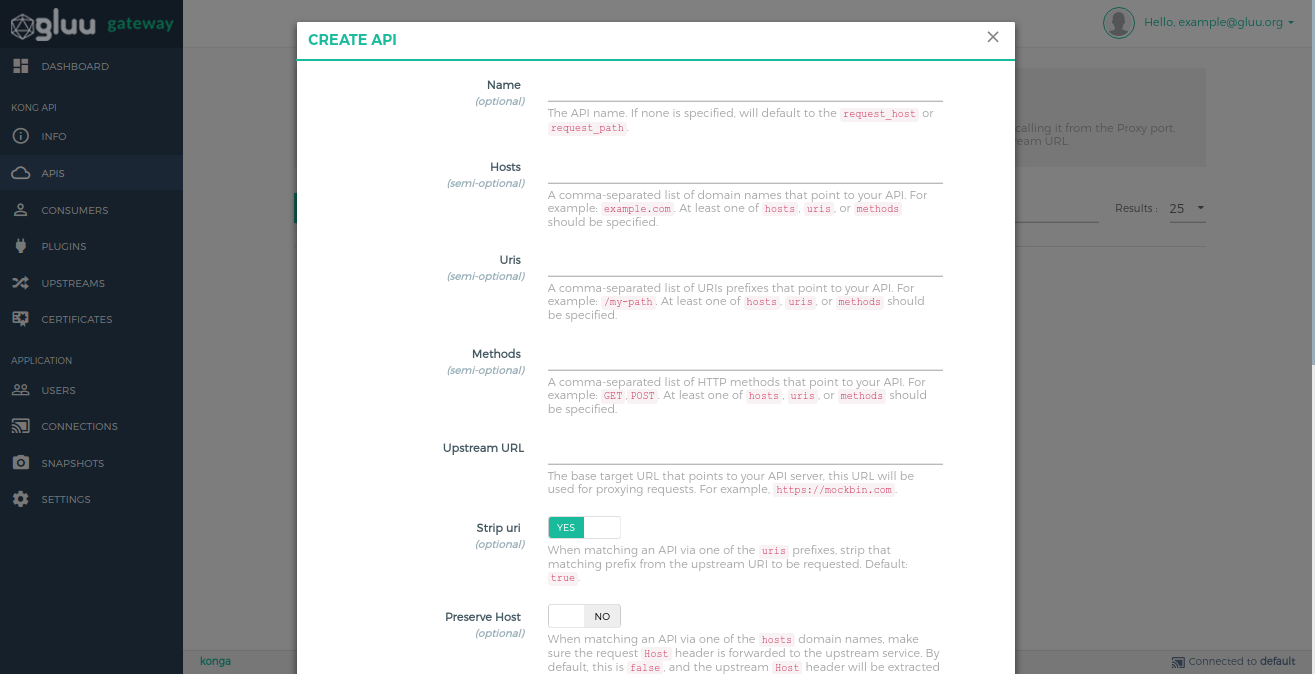 gluu gateway
Hello, example@gluu.org
DASHBOARD
KONG API
INFO
APIS
CONSUMERS
PLUGINS
UPSTREAMS
CERTIFICATES
APPLICATION
USERS
CONNECTIONS
SNAPSHOTS
SETTINGS
CREATE API
Name
(optional)
The API name. If none is specified, will default to the request_host or
request_path.
Hosts
(semi-optional)
A comma-separated list of domain names that point to your API. For
example: example.com. At least one of hosts, uris, or methods
should be specified.
Uris
(semi-optional)
A comma-separated list of URIs prefixes that point to your API. For
example: /my-path. At least one of hosts, uris, or methods should
be specified.
Methods
(semi-optional)
A comma-separated list of HTTP methods that point to your API. For
example: GET,POST. At least one of hosts, uris, or methods should
be specified.
Upstream URL
The base target URL that points to your API server, this URL will be
used for proxying requests. For example, https://mockbin.com.
Strip uri
(optional)
YES
When matching an API via one of the uris prefixes, strip that
matching prefix from the upstream URI to be requested. Default:
true.
Preserve Host
(optional)
NO
When matching an API via one of the hosts domain names, make
sure the request Host header is forwarded to the upstream service. By
default, this is false, and the upstream Host header will be extracted
calling it from the Proxy port.
eam URL.
Results :
25
konga
Connected to default